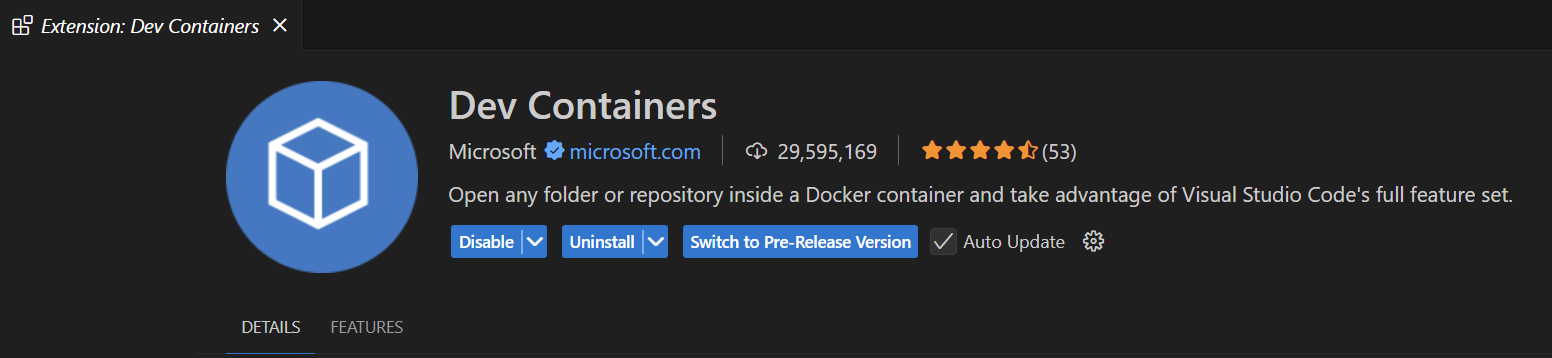 Extension: Dev Containers
Dev Containers
Microsoft microsoft.com 29,595,169 (53)
Open any folder or repository inside a Docker container and take advantage of Visual Studio Code's full feature set.
Disable Uninstall Switch to Pre-Release Version Auto Update
DETAILS FEATURES